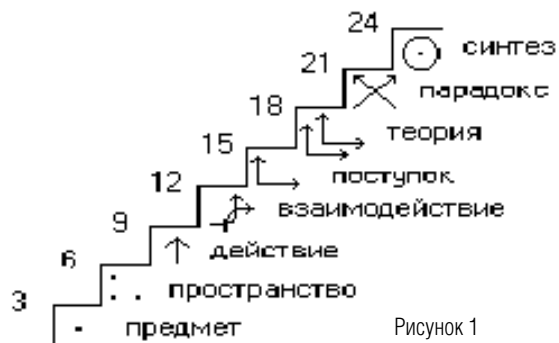 24
синтез
21
парадокс
18
теория
15
поступок
12
взаимодействие
9
действие
6
пространство
3
предмет
Рисунок 1